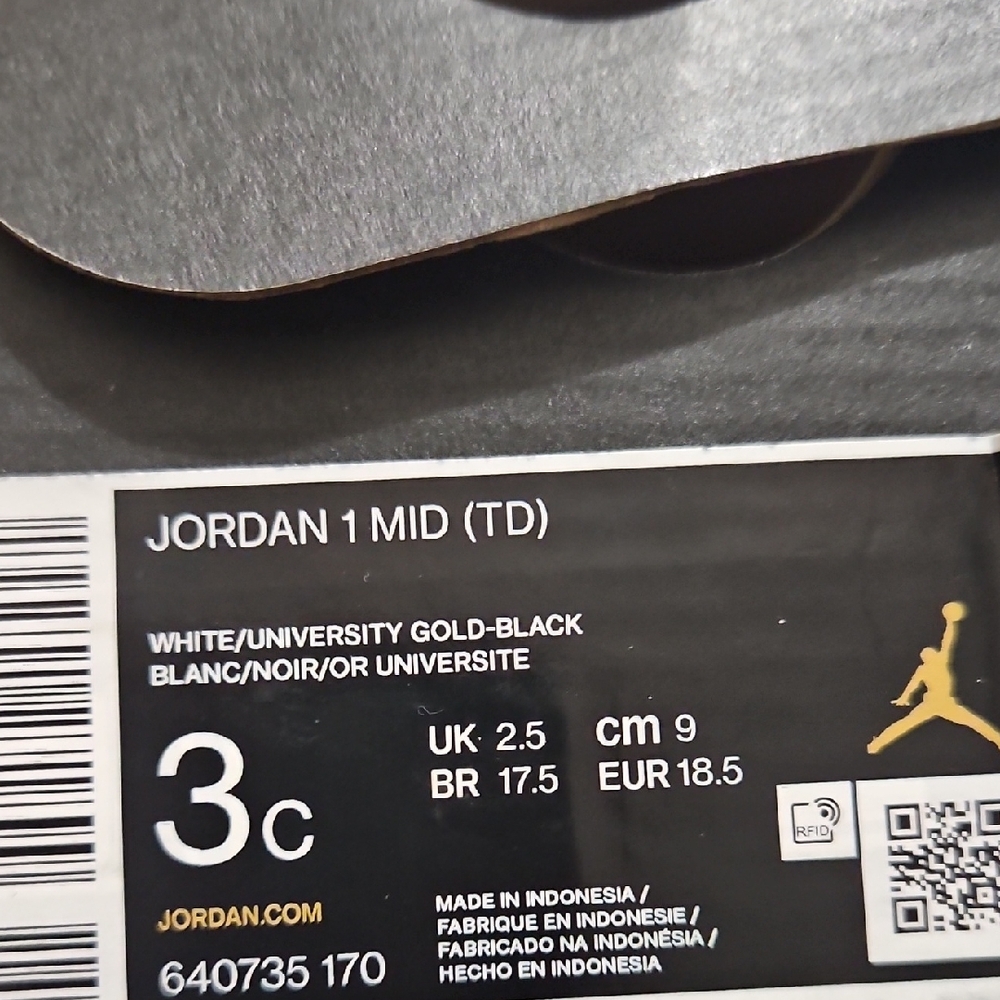 JORDAN 1 MID (TD)
WHITE/UNIVERSITY GOLD-BLACK
BLANC/NOIR/OR UNIVERSITE
3C
UK 2.5 cm 9
BR 17.5 EUR 18.5
RFID
JORDAN.COM
640735 170
MADE IN INDONESIA /
FABRIQUE EN INDONESIE /
FABRICADO NA INDONÉSIA /
HECHO EN INDONESIA